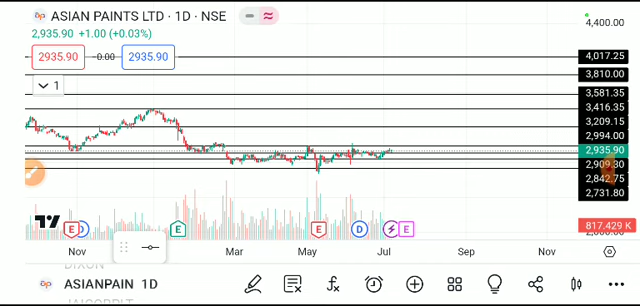 ASIAN PAINTS LTD · 1D · NSE
2,935.90 +1.00 (+0.03%)
2935.90 -0.00 2935.90
1
4,400.00
4,017.25
3,810.00
3,581.35
3,416.35
3,209.15
2,994.00
2,935.90
2,909.30
2,842.75
2,731.80
817.429 K
E D E E D E
Nov Mar May Jul Sep Nov
DIXON
ASIANPAIN 1D